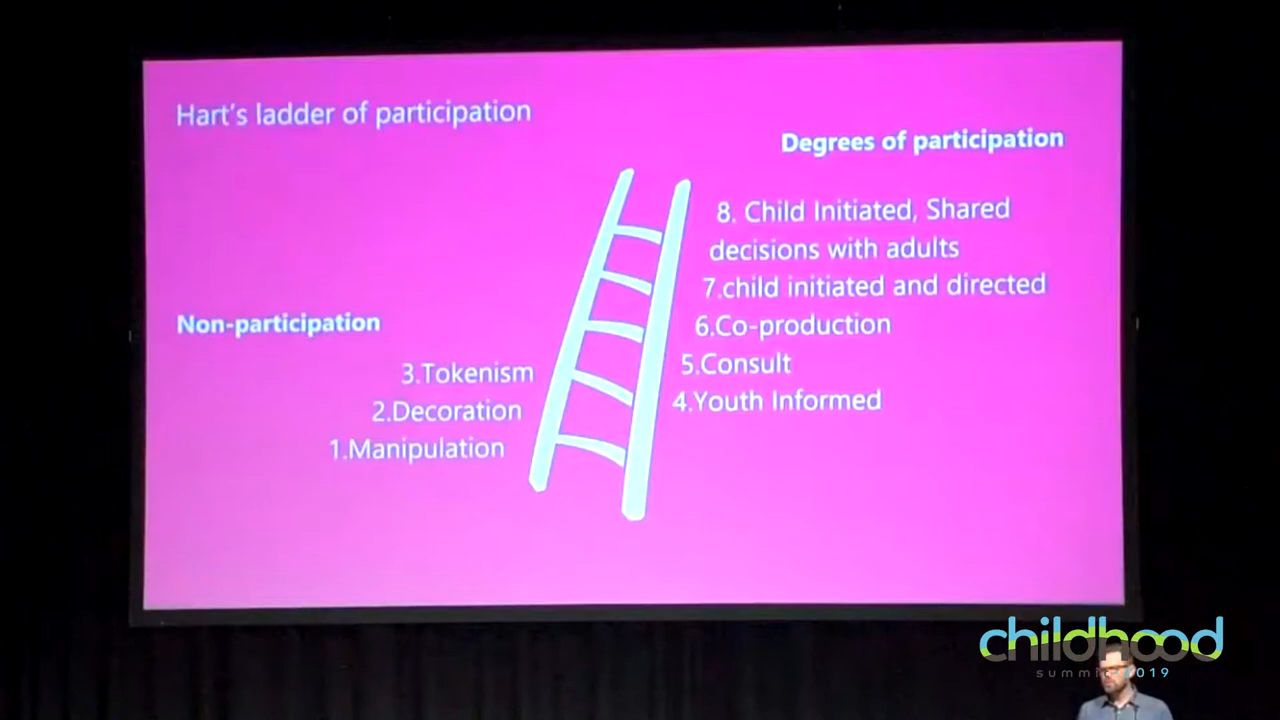 Hart's ladder of participation
Degrees of participation
8. Child Initiated, Shared
decisions with adults
7.child initiated and directed
6.Co-production
5.Consult
4.Youth Informed
Non-participation
3.Tokenism
2.Decoration
1.Manipulation
childhood
summit 2019